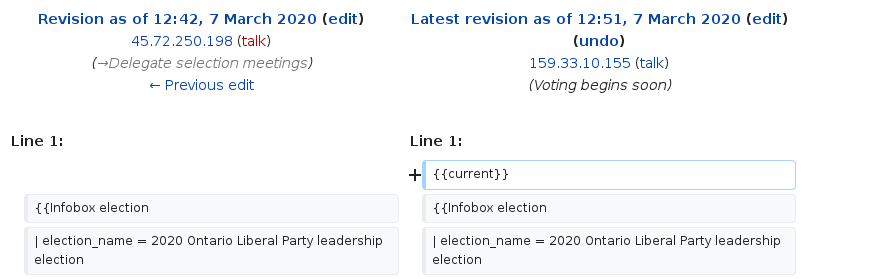 Revision as of 12:42, 7 March 2020 (edit)
45.72.250.198 (talk)
(→Delegate selection meetings)
← Previous edit
Latest revision as of 12:51, 7 March 2020 (edit)
(undo)
159.33.10.155 (talk)
(Voting begins soon)
Line 1:
Line 1:
+ {{current}}
{{Infobox election
{{Infobox election
| election_name = 2020 Ontario Liberal Party leadership
election
| election_name = 2020 Ontario Liberal Party leadership
election